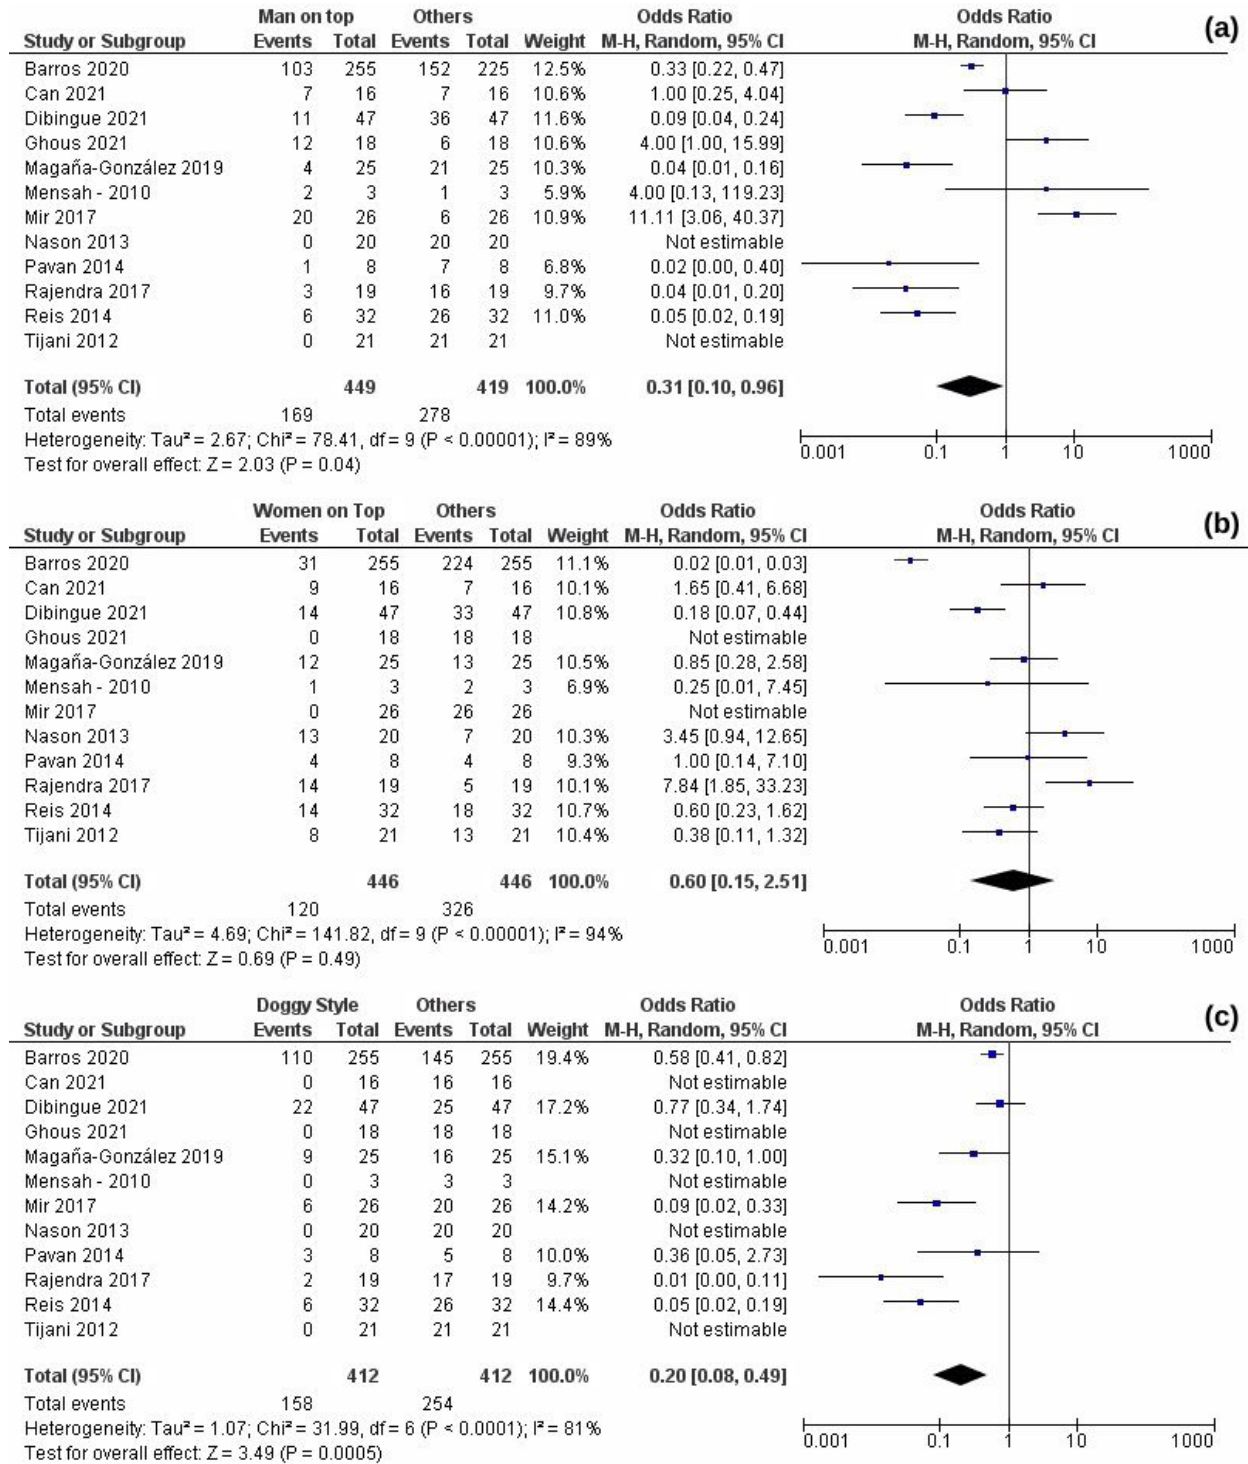 Man on top Others Odds Ratio Odds Ratio (a)
Study or Subgroup Events Total Events Total Weight M-H, Random, 95% CI M-H, Random, 95% CI
Barros 2020 103 255 152 225 12.5% 0.33 [0.22, 0.47]
Can 2021 7 16 7 16 10.6% 1.00 [0.25, 4.04]
Dibingue 2021 11 47 36 47 11.6% 0.09 [0.04, 0.24]
Ghous 2021 12 18 6 18 10.6% 4.00 [1.00, 15.99]
Magaña-González 2019 4 25 21 25 10.3% 0.04 [0.01, 0.16]
Mensah - 2010 2 3 1 3 5.9% 4.00 [0.13, 119.23]
Mir 2017 20 26 6 26 10.9% 11.11 [3.06, 40.37]
Nason 2013 0 20 20 20 Not estimable
Pavan 2014 1 8 7 8 6.8% 0.02 [0.00, 0.40]
Rajendra 2017 3 19 16 19 9.7% 0.04 [0.01, 0.20]
Reis 2014 6 32 26 32 11.0% 0.05 [0.02, 0.19]
Tijani 2012 0 21 21 21 Not estimable
Total (95% CI) 449 419 100.0% 0.31 [0.10, 0.96]
Total events 169 278
Heterogeneity: Tau² = 2.67; Chi² = 78.41, df = 9 (P < 0.00001); I² = 89%
Test for overall effect: Z = 2.03 (P = 0.04)
0.001 0.1 1 10 1000
Women on Top Others Odds Ratio Odds Ratio (b)
Study or Subgroup Events Total Events Total Weight M-H, Random, 95% CI M-H, Random, 95% CI
Barros 2020 31 255 224 255 11.1% 0.02 [0.01, 0.03]
Can 2021 9 16 7 16 10.1% 1.65 [0.41, 6.68]
Dibingue 2021 14 47 33 47 10.8% 0.18 [0.07, 0.44]
Ghous 2021 0 18 18 18 Not estimable
Magaña-González 2019 12 25 13 25 10.5% 0.85 [0.28, 2.58]
Mensah - 2010 1 3 2 3 6.9% 0.25 [0.01, 7.45]
Mir 2017 0 26 26 26 Not estimable
Nason 2013 13 20 7 20 10.3% 3.45 [0.94, 12.65]
Pavan 2014 4 8 4 8 9.3% 1.00 [0.14, 7.10]
Rajendra 2017 14 19 5 19 10.1% 7.84 [1.85, 33.23]
Reis 2014 14 32 18 32 10.7% 0.60 [0.23, 1.62]
Tijani 2012 8 21 13 21 10.4% 0.38 [0.11, 1.32]
Total (95% CI) 446 446 100.0% 0.60 [0.15, 2.51]
Total events 120 326
Heterogeneity: Tau² = 4.69; Chi² = 141.82, df = 9 (P < 0.00001); I² = 94%
Test for overall effect: Z = 0.69 (P = 0.49)
0.001 0.1 1 10 1000
Doggy Style Others Odds Ratio Odds Ratio (c)
Study or Subgroup Events Total Events Total Weight M-H, Random, 95% CI M-H, Random, 95% CI
Barros 2020 110 255 145 255 19.4% 0.58 [0.41, 0.82]
Can 2021 0 16 16 16 Not estimable
Dibingue 2021 22 47 25 47 17.2% 0.77 [0.34, 1.74]
Ghous 2021 0 18 18 18 Not estimable
Magaña-González 2019 9 25 16 25 15.1% 0.32 [0.10, 1.00]
Mensah - 2010 0 3 3 3 Not estimable
Mir 2017 6 26 20 26 14.2% 0.09 [0.02, 0.33]
Nason 2013 0 20 20 20 Not estimable
Pavan 2014 3 8 5 8 10.0% 0.36 [0.05, 2.73]
Rajendra 2017 2 19 17 19 9.7% 0.01 [0.00, 0.11]
Reis 2014 6 32 26 32 14.4% 0.05 [0.02, 0.19]
Tijani 2012 0 21 21 21 Not estimable
Total (95% CI) 412 412 100.0% 0.20 [0.08, 0.49]
Total events 158 254
Heterogeneity: Tau² = 1.07; Chi² = 31.99, df = 6 (P < 0.0001); I² = 81%
Test for overall effect: Z = 3.49 (P = 0.0005)
0.001 0.1 1 10 1000